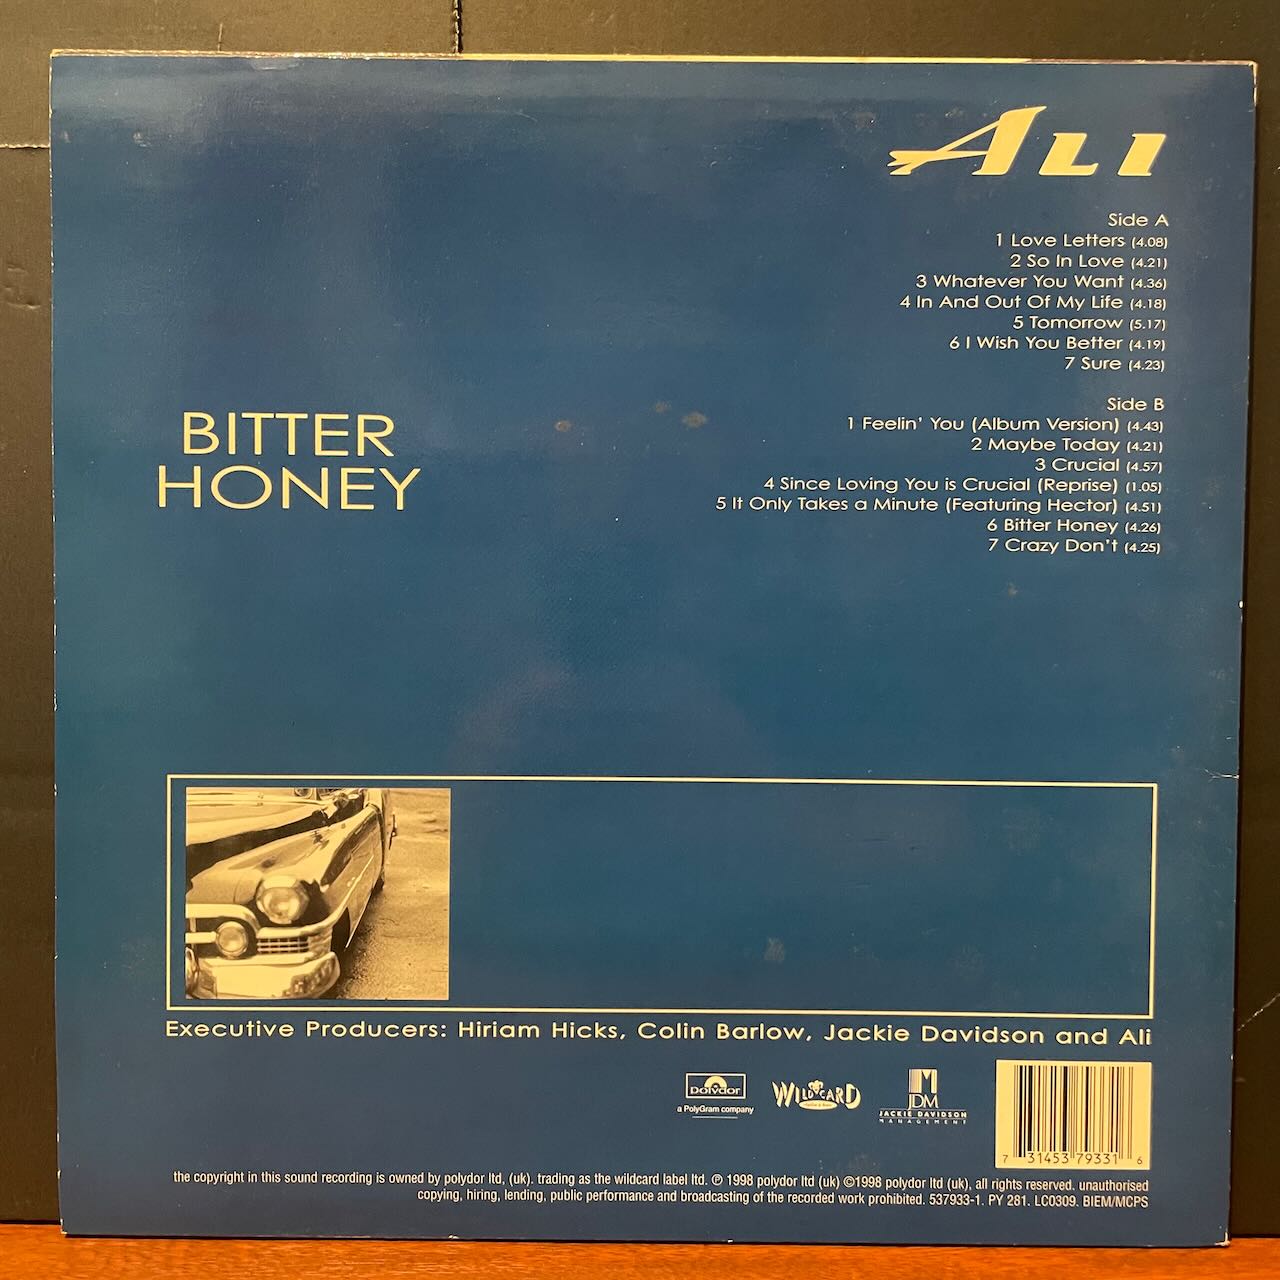 ALI
Side A
1 Love Letters (4.08)
2 So In Love (4.21)
3 Whatever You Want (4.36)
4 In And Out Of My Life (4.18)
5 Tomorrow (5.17)
6 I Wish You Better (4.19)
7 Sure (4.23)
Side B
1 Feelin' You (Album Version) (4.43)
2 Maybe Today (4.21)
3 Crucial (4.57)
4 Since Loving You is Crucial (Reprise) (1.05)
5 It Only Takes a Minute (Featuring Hector) (4.51)
6 Bitter Honey (4.26)
7 Crazy Don't (4.25)
BITTER
HONEY
Executive Producers: Hiriam Hicks, Colin Barlow, Jackie Davidson and Ali
polydor
a PolyGram company
WILDCARD
JDM
JACKIE DAVIDSON
MANAGEMENT
7 31453 79331 6
the copyright in this sound recording is owned by polydor ltd, (uk). trading as the wildcard label ltd. ℗ 1998 polydor ltd (uk) ©1998 polydor ltd (uk), all rights reserved. unauthorised
copying, hiring, lending, public performance and broadcasting of the recorded work prohibited. 537933-1. PY 281. LC0309. BIEM/MCPS